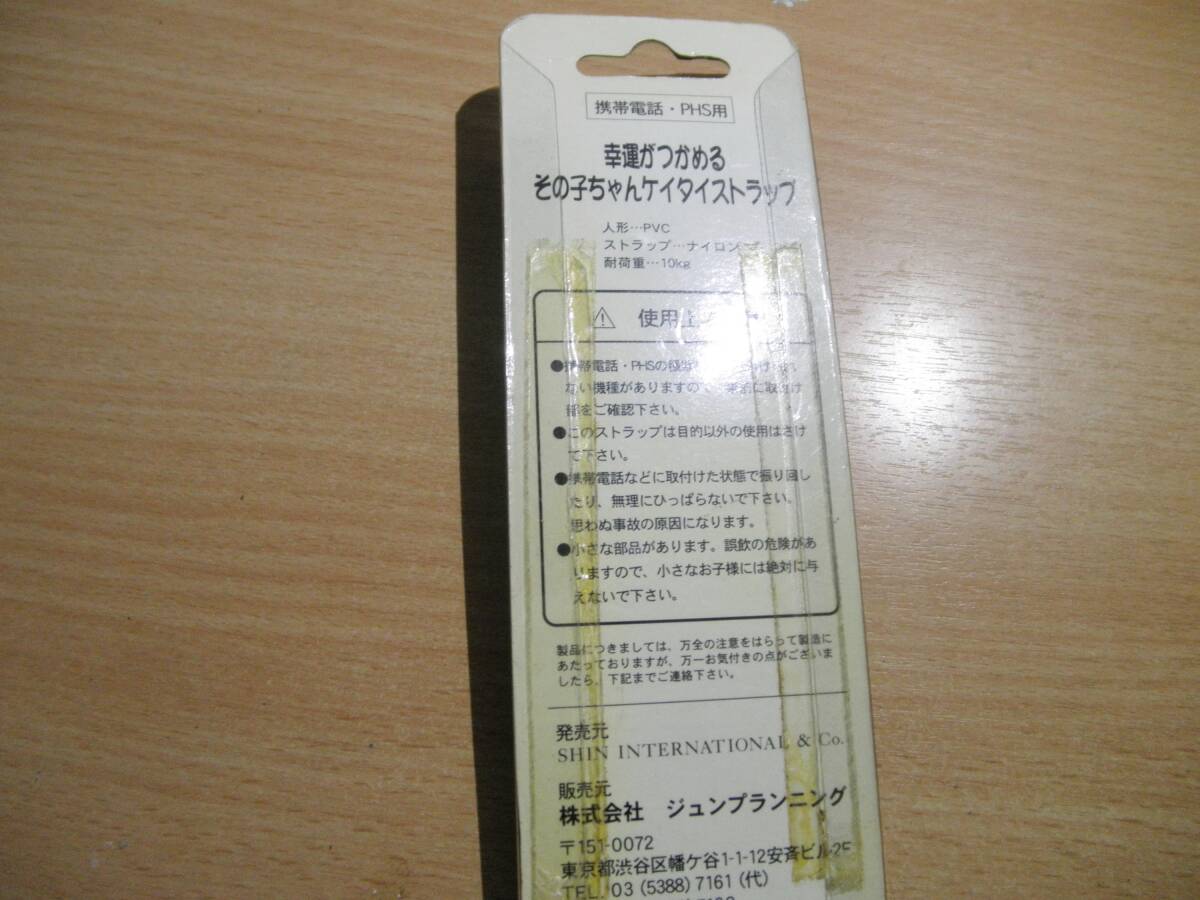 携帯電話・PHS用
幸運がつかめる
その子ちゃんケイタイストラップ
人形…PVC
ストラップ…ナイロン
耐荷重…10kg
⚠ 使用上
●携帯電話・PHSの
ない機種がありますので、事前に取付け
部をご確認下さい。
●このストラップは目的以外の使用はさけ
て下さい。
●携帯電話などに取付けた状態で振り回し
たり、無理にひっぱらないで下さい。
思わぬ事故の原因になります。
●小さな部品があります。誤飲の危険があ
りますので、小さなお子様には絶対に与
えないで下さい。
製品につきましては、万全の注意をはらって製造に
あたっておりますが、万一お気付きの点がございま
したら、下記までご連絡下さい。
発売元
SHIN INTERNATIONAL & Co.
販売元
株式会社 ジュンプランニング
〒151-0072
東京都渋谷区幡ケ谷1-1-12安斉ビル2F
TEL. 03 (5388) 7161 (代)